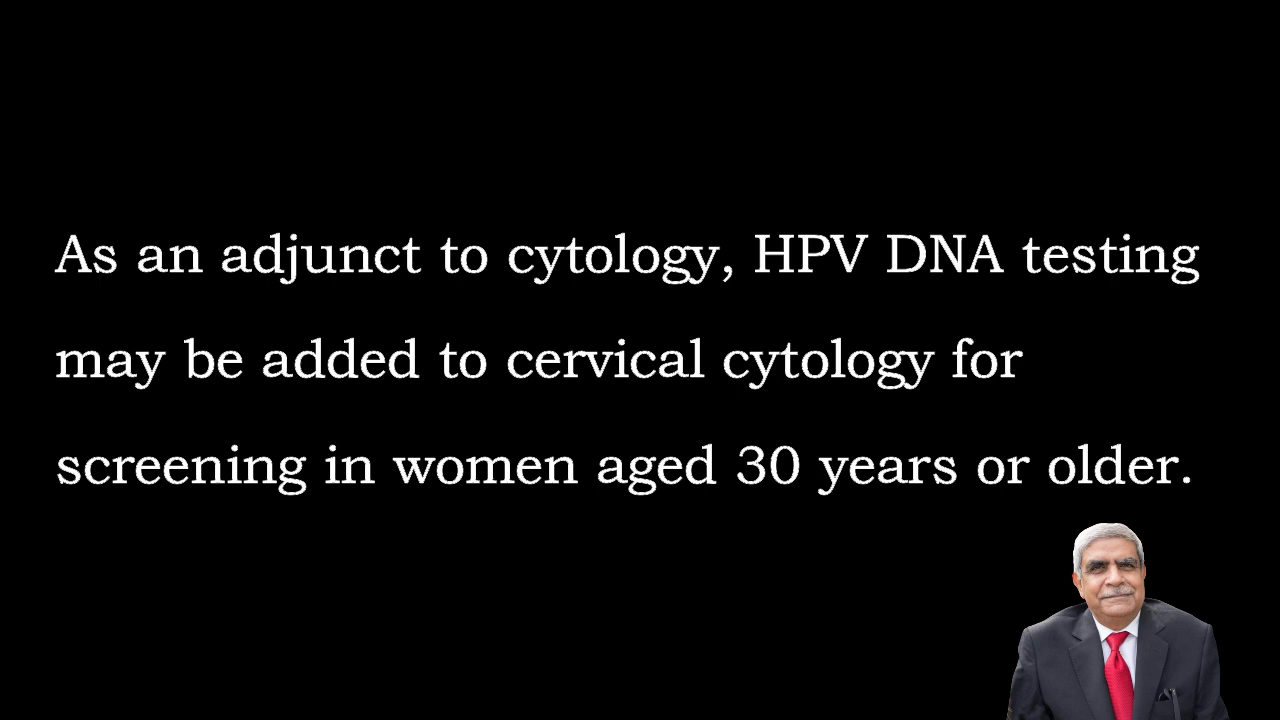 As an adjunct to cytology, HPV DNA testing
may be added to cervical cytology for
screening in women aged 30 years or older.